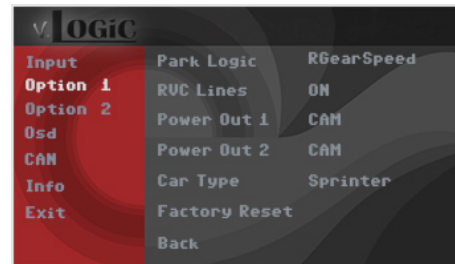 V.LOGiC
Input
Option 1
Option 2
Osd
CAN
Info
Exit
Park Logic RGearSpeed
RVC Lines ON
Power Out 1 CAM
Power Out 2 CAM
Car Type Sprinter
Factory Reset
Back